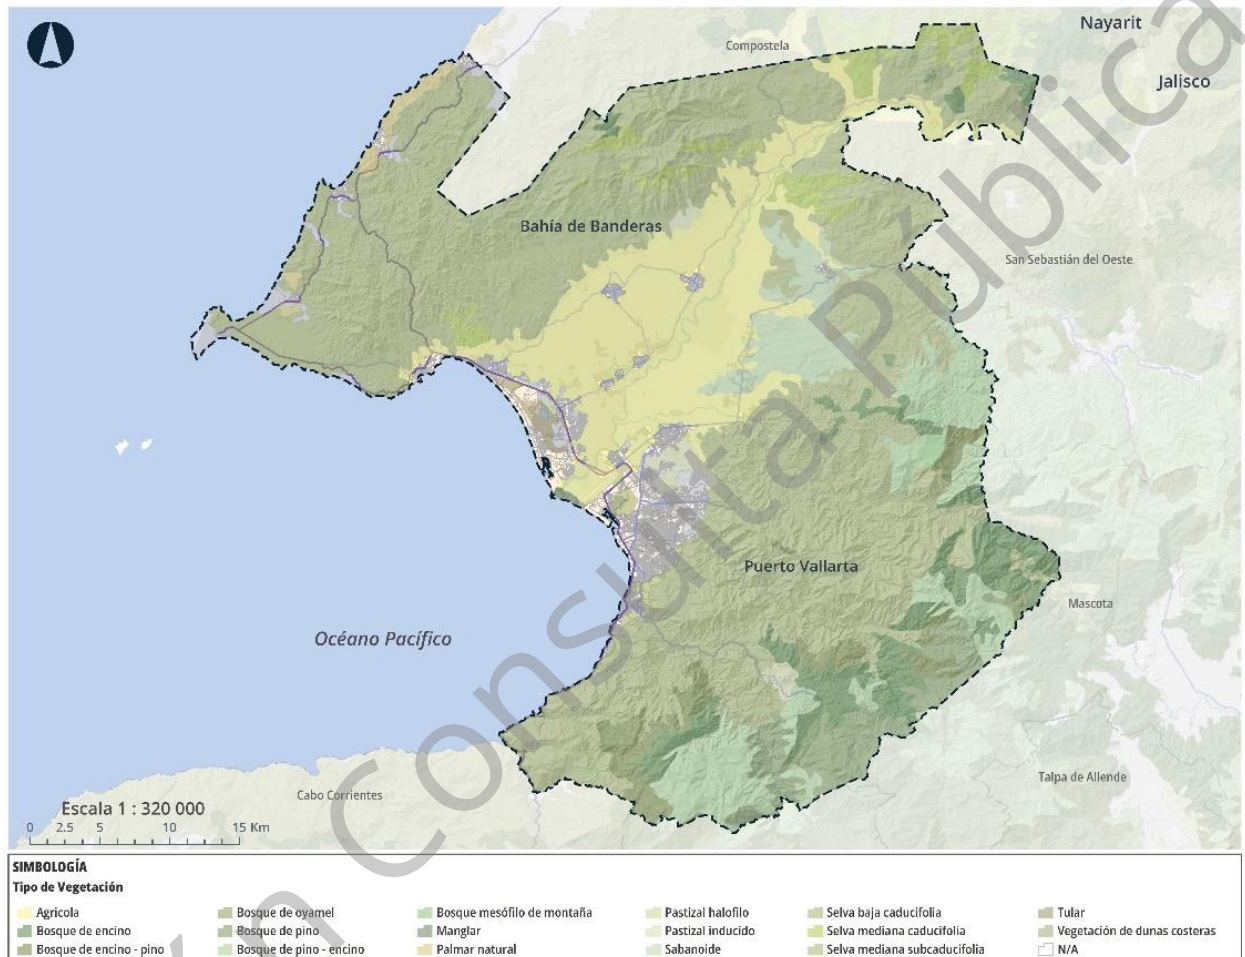 Nayarit
Compostela
Jalisco
Bahía de Banderas
San Sebastián del Oeste
Puerto Vallarta
Mascota
Océano Pacífico
Talpa de Allende
Cabo Corrientes
Escala 1 : 320 000
0 2.5 5 10 15 Km
Consulta Pública
SIMBOLOGÍA
Tipo de Vegetación
Agricola Bosque de oyamel Bosque mesófilo de montaña Pastizal halofilo Selva baja caducifolia Tular
Bosque de encino Bosque de pino Manglar Pastizal inducido Selva mediana caducifolia Vegetación de dunas costeras
Bosque de encino - pino Bosque de pino - encino Palmar natural Sabanoide Selva mediana subcaducifolia N/A